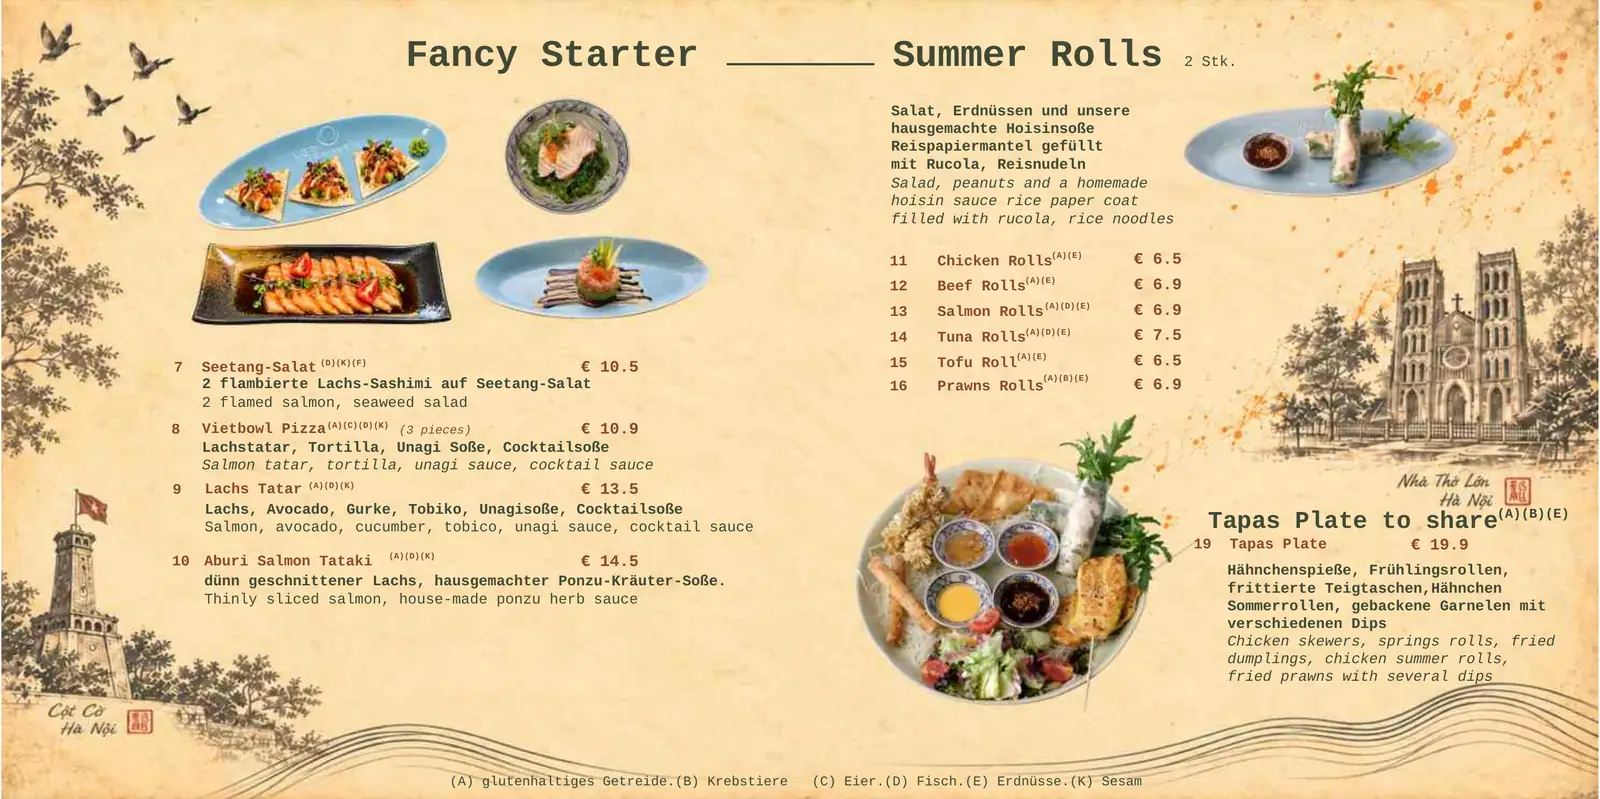 Fancy Starter
7 Seetang-Salat (D)(K)(F) € 10.5
2 flambierte Lachs-Sashimi auf Seetang-Salat
2 flamed salmon, seaweed salad
8 Vietbowl Pizza(A)(C)(D)(K) (3 pieces) € 10.9
Lachstatar, Tortilla, Unagi Soße, Cocktailsoße
Salmon tatar, tortilla, unagi sauce, cocktail sauce
9 Lachs Tatar (A)(D)(K) € 13.5
Lachs, Avocado, Gurke, Tobiko, Unagisoße, Cocktailsoße
Salmon, avocado, cucumber, tobico, unagi sauce, cocktail sauce
10 Aburi Salmon Tataki (A)(D)(K) € 14.5
dünn geschnittener Lachs, hausgemachter Ponzu-Kräuter-Soße.
Thinly sliced salmon, house-made ponzu herb sauce
Cột Cờ
Hà Nội
Summer Rolls 2 Stk.
Salat, Erdnüssen und unsere
hausgemachte Hoisinsoße
Reispapiermantel gefüllt
mit Rucola, Reisnudeln
Salad, peanuts and a homemade
hoisin sauce rice paper coat
filled with rucola, rice noodles
11 Chicken Rolls(A)(E) € 6.5
12 Beef Rolls(A)(E) € 6.9
13 Salmon Rolls(A)(D)(E) € 6.9
14 Tuna Rolls(A)(D)(E) € 7.5
15 Tofu Roll(A)(E) € 6.5
16 Prawns Rolls(A)(B)(E) € 6.9
Nhà Thờ Lớn
Hà Nội
Tapas Plate to share(A)(B)(E)
19 Tapas Plate € 19.9
Hähnchenspieße, Frühlingsrollen,
frittierte Teigtaschen,Hähnchen
Sommerrollen, gebackene Garnelen mit
verschiedenen Dips
Chicken skewers, springs rolls, fried
dumplings, chicken summer rolls,
fried prawns with several dips
(A) glutenhaltiges Getreide.(B) Krebstiere (C) Eier.(D) Fisch.(E) Erdnüsse.(K) Sesam